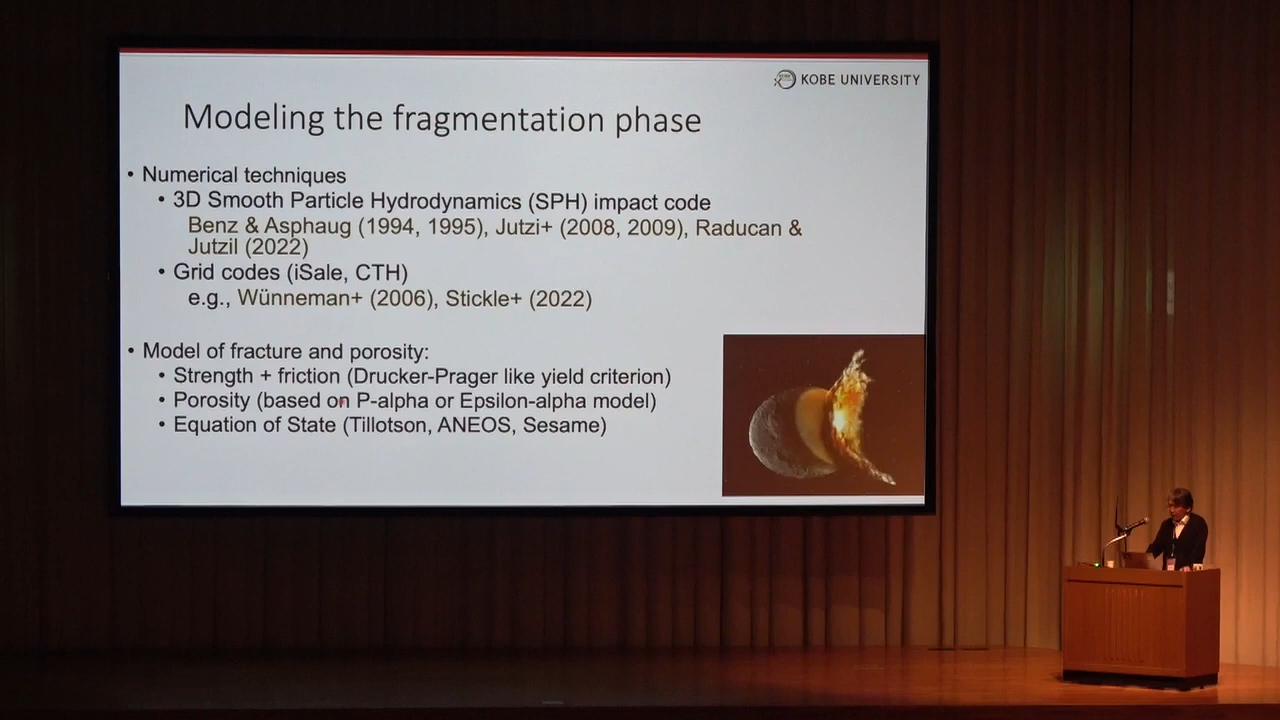 KOBE UNIVERSITY
Modeling the fragmentation phase
• Numerical techniques
• 3D Smooth Particle Hydrodynamics (SPH) impact code
Benz & Asphaug (1994, 1995), Jutzi+ (2008, 2009), Raducan &
Jutzil (2022)
• Grid codes (iSale, CTH)
e.g., Wünneman+ (2006), Stickle+ (2022)
• Model of fracture and porosity:
• Strength + friction (Drucker-Prager like yield criterion)
• Porosity (based on P-alpha or Epsilon-alpha model)
• Equation of State (Tillotson, ANEOS, Sesame)